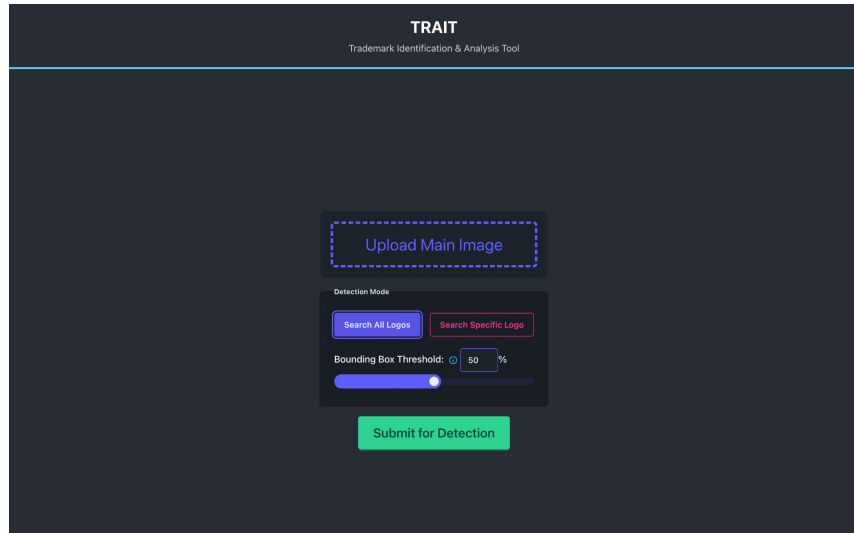 TRAIT
Trademark Identification & Analysis Tool
Upload Main Image
Detection Mode
Search All Logos
Search Specific Logo
Bounding Box Threshold: 50 %
Submit for Detection